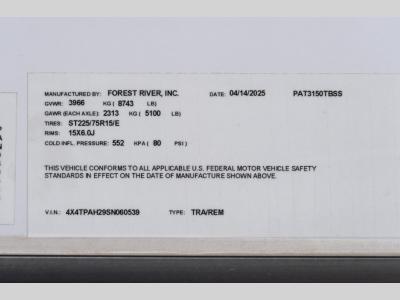 MANUFACTURED BY: FOREST RIVER, INC. DATE: 04/14/2025 PAT3150TBSS
GVWR: 3966 KG ( 8743 LB)
GAWR (EACH AXLE): 2313 KG ( 5100 LB)
TIRES: ST225/75R15/E
RIMS: 15X6.0J
COLD INFL. PRESSURE: 552 KPA ( 80 PSI)
THIS VEHICLE CONFORMS TO ALL APPLICABLE U.S. FEDERAL MOTOR VEHICLE SAFETY
STANDARDS IN EFFECT ON THE DATE OF MANUFACTURE SHOWN ABOVE.
V.I.N.: 4X4TPAH29SN060539 TYPE: TRA/REM